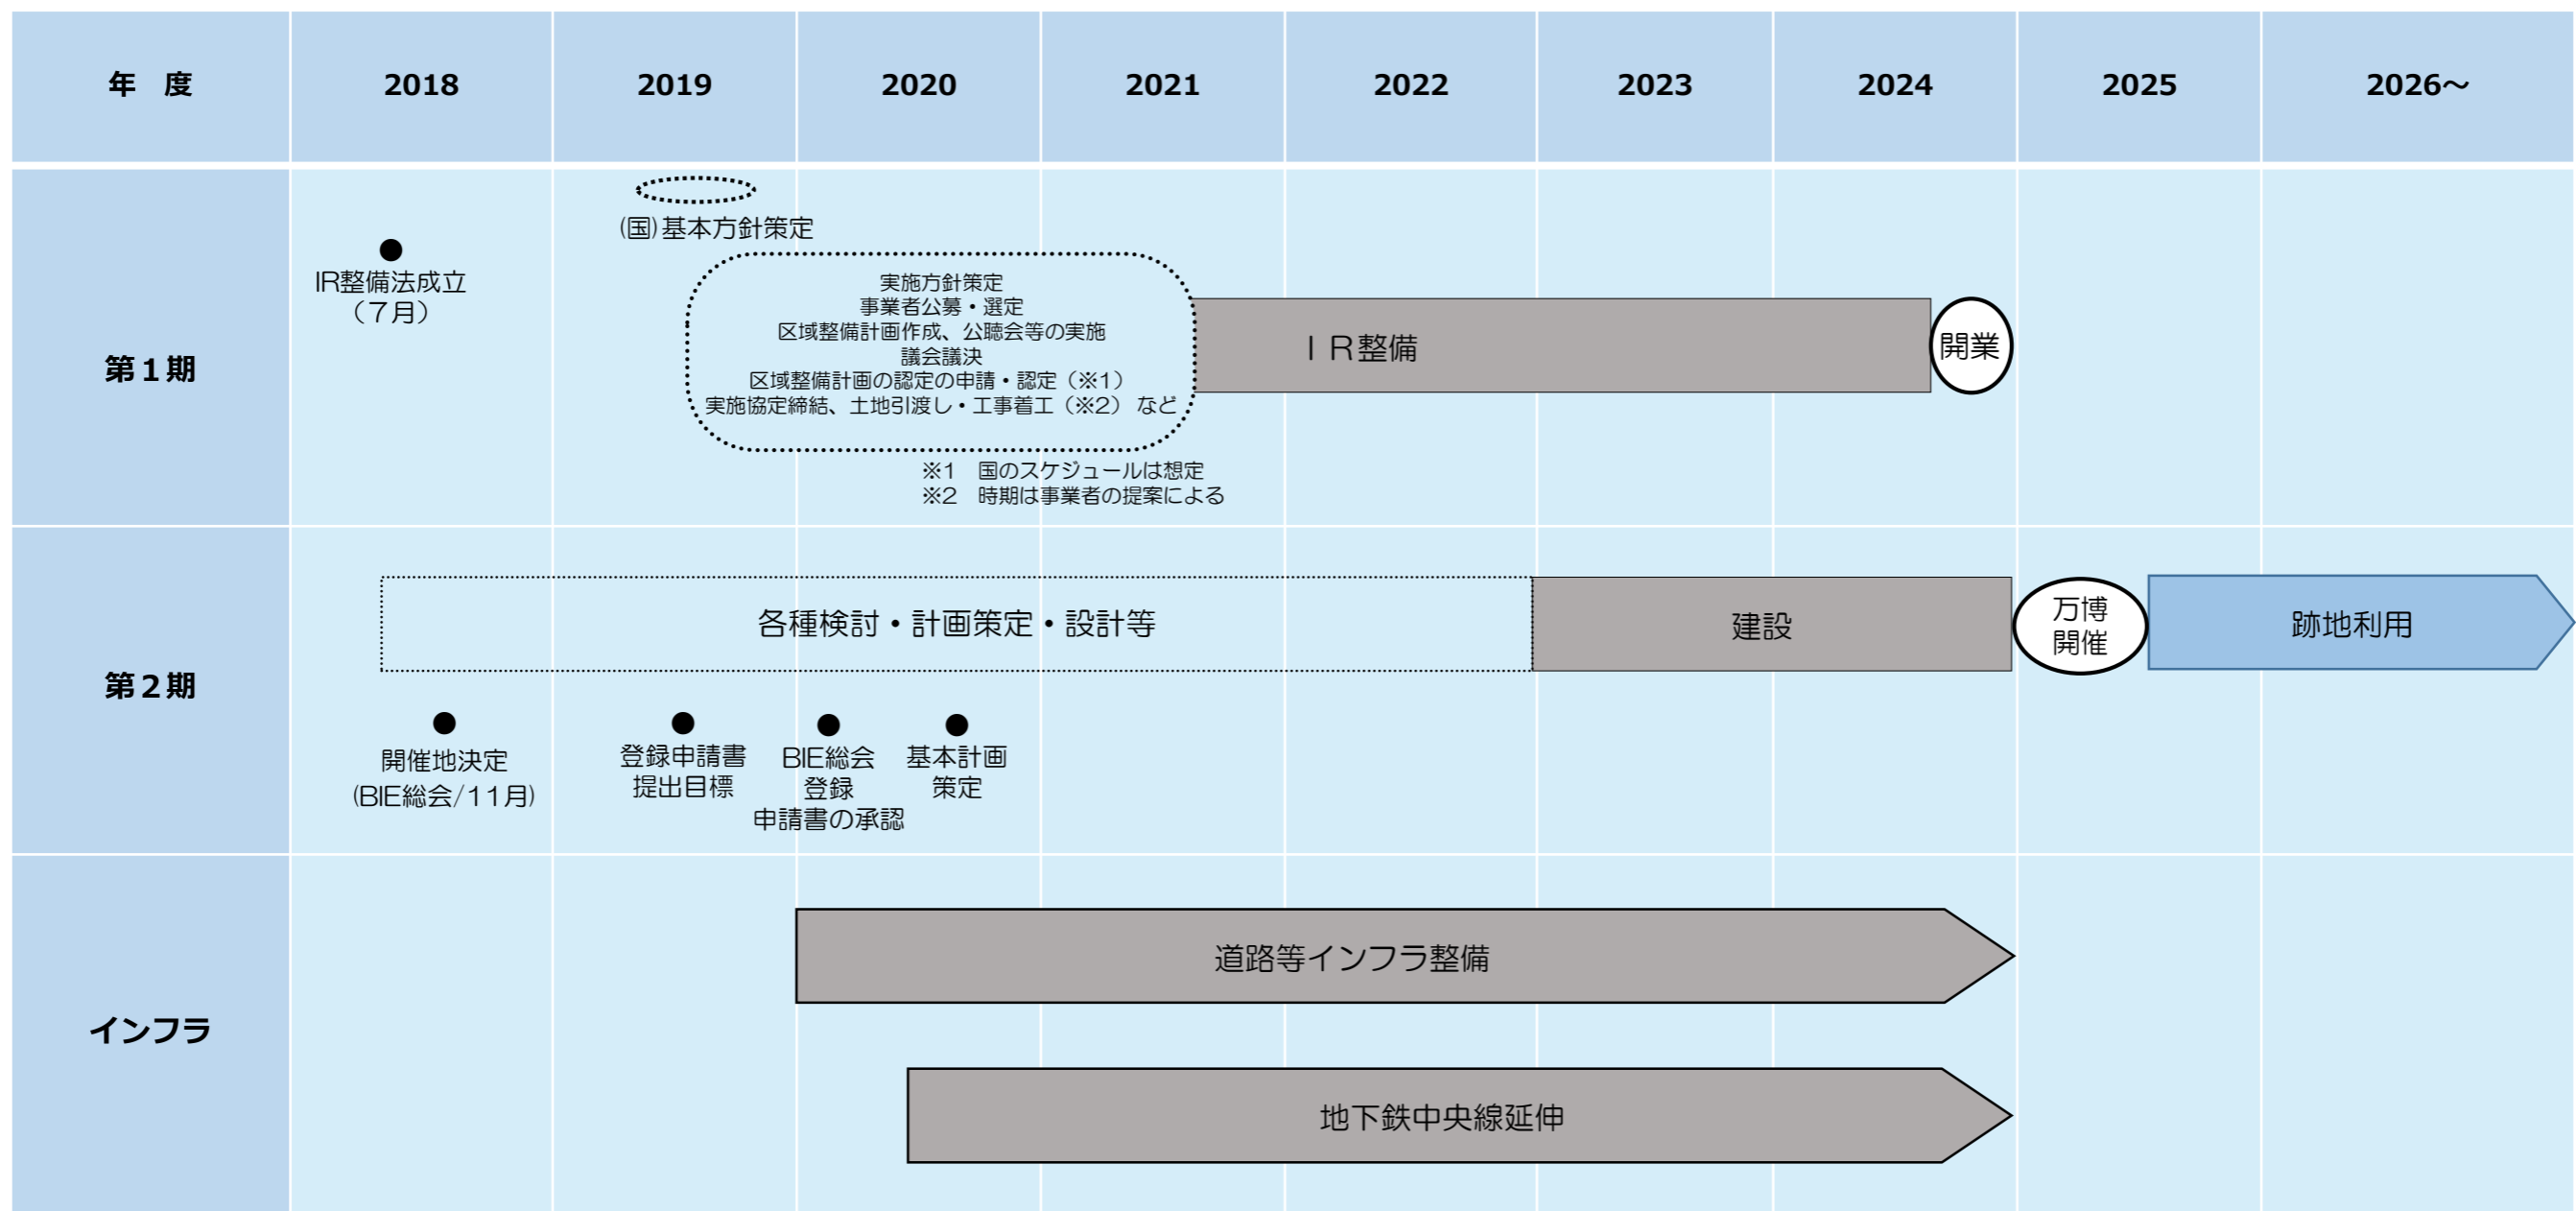 年　度
2018
2019
2020
2021
2022
2023
2024
2025
2026～
第１期
IR整備法成立
（７月）
(国)基本方針策定
実施方針策定
事業者公募・選定
区域整備計画作成、公聴会等の実施
議会議決
区域整備計画の認定の申請・認定（※1）
実施協定締結、土地引渡し・工事着工（※2） など
※1　国のスケジュールは想定
※2　時期は事業者の提案による
ＩＲ整備
開業
第２期
各種検討・計画策定・設計等
建設
万博
開催
跡地利用
開催地決定
(BIE総会/11月)
登録申請書
提出目標
BIE総会
登録
申請書の承認
基本計画
策定
インフラ
道路等インフラ整備
地下鉄中央線延伸